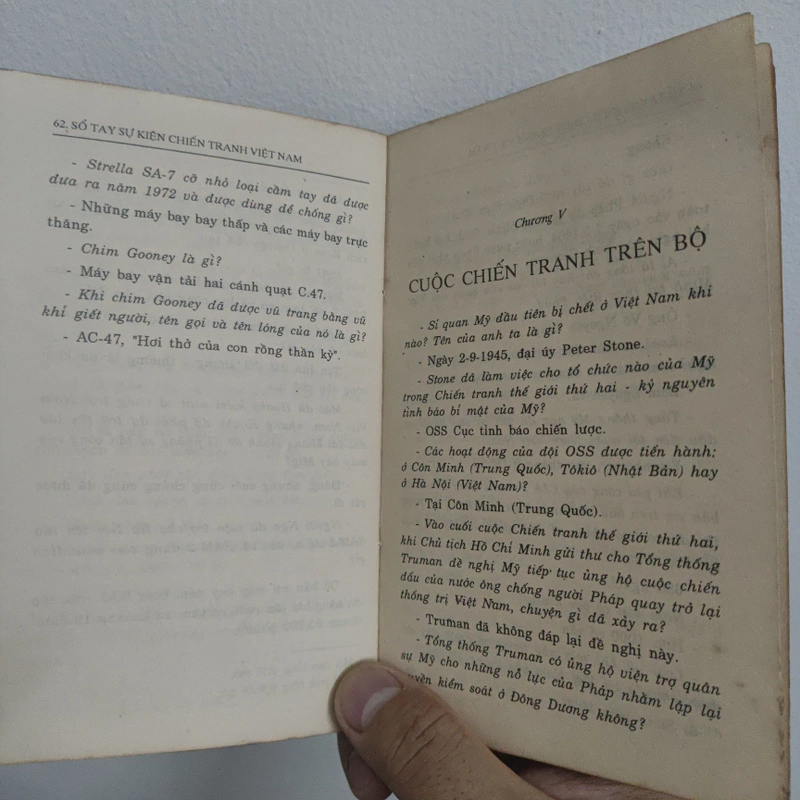 62. SỔ TAY SỰ KIỆN CHIẾN TRANH VIỆT NAM
- Strella SA-7 cỡ nhỏ loại cầm tay đã được
đưa ra năm 1972 và được dùng để chống gì?
- Những máy bay bay thấp và các máy bay trực
thăng.
- Chim Gooney là gì?
- Máy bay vận tải hai cánh quạt C.47.
- Khi chim Gooney đã được vũ trang bằng vũ
khí giết người, tên gọi và tên lóng của nó là gì?
- AC-47, "Hơi thở của con rồng thần kỳ".
Chương V
CUỘC CHIẾN TRANH TRÊN BỘ
- Sĩ quan Mỹ đầu tiên bị chết ở Việt Nam khi
nào? Tên của anh ta là gì?
- Ngày 2-9-1945, đại úy Peter Stone.
- Stone đã làm việc cho tổ chức nào của Mỹ
trong Chiến tranh thế giới thứ hai - kỷ nguyên
tình báo bí mật của Mỹ?
- OSS Cục tình báo chiến lược.
- Các hoạt động của đội OSS được tiến hành:
ở Côn Minh (Trung Quốc), Tôkiô (Nhật Bản) hay
ở Hà Nội (Việt Nam)?
- Tại Côn Minh (Trung Quốc).
- Vào cuối cuộc Chiến tranh thế giới thứ hai,
khi Chủ tịch Hồ Chí Minh gửi thư cho Tổng thống
Truman đề nghị Mỹ tiếp tục ủng hộ cuộc chiến
đấu của nước ông chống người Pháp quay trở lại
thống trị Việt Nam, chuyện gì đã xảy ra?
- Truman đã không đáp lại đề nghị này.
- Tổng thống Truman có ủng hộ viện trợ quân
sự Mỹ cho những nỗ lực của Pháp nhằm lập lại
kiểm soát ở Đông Dương không?